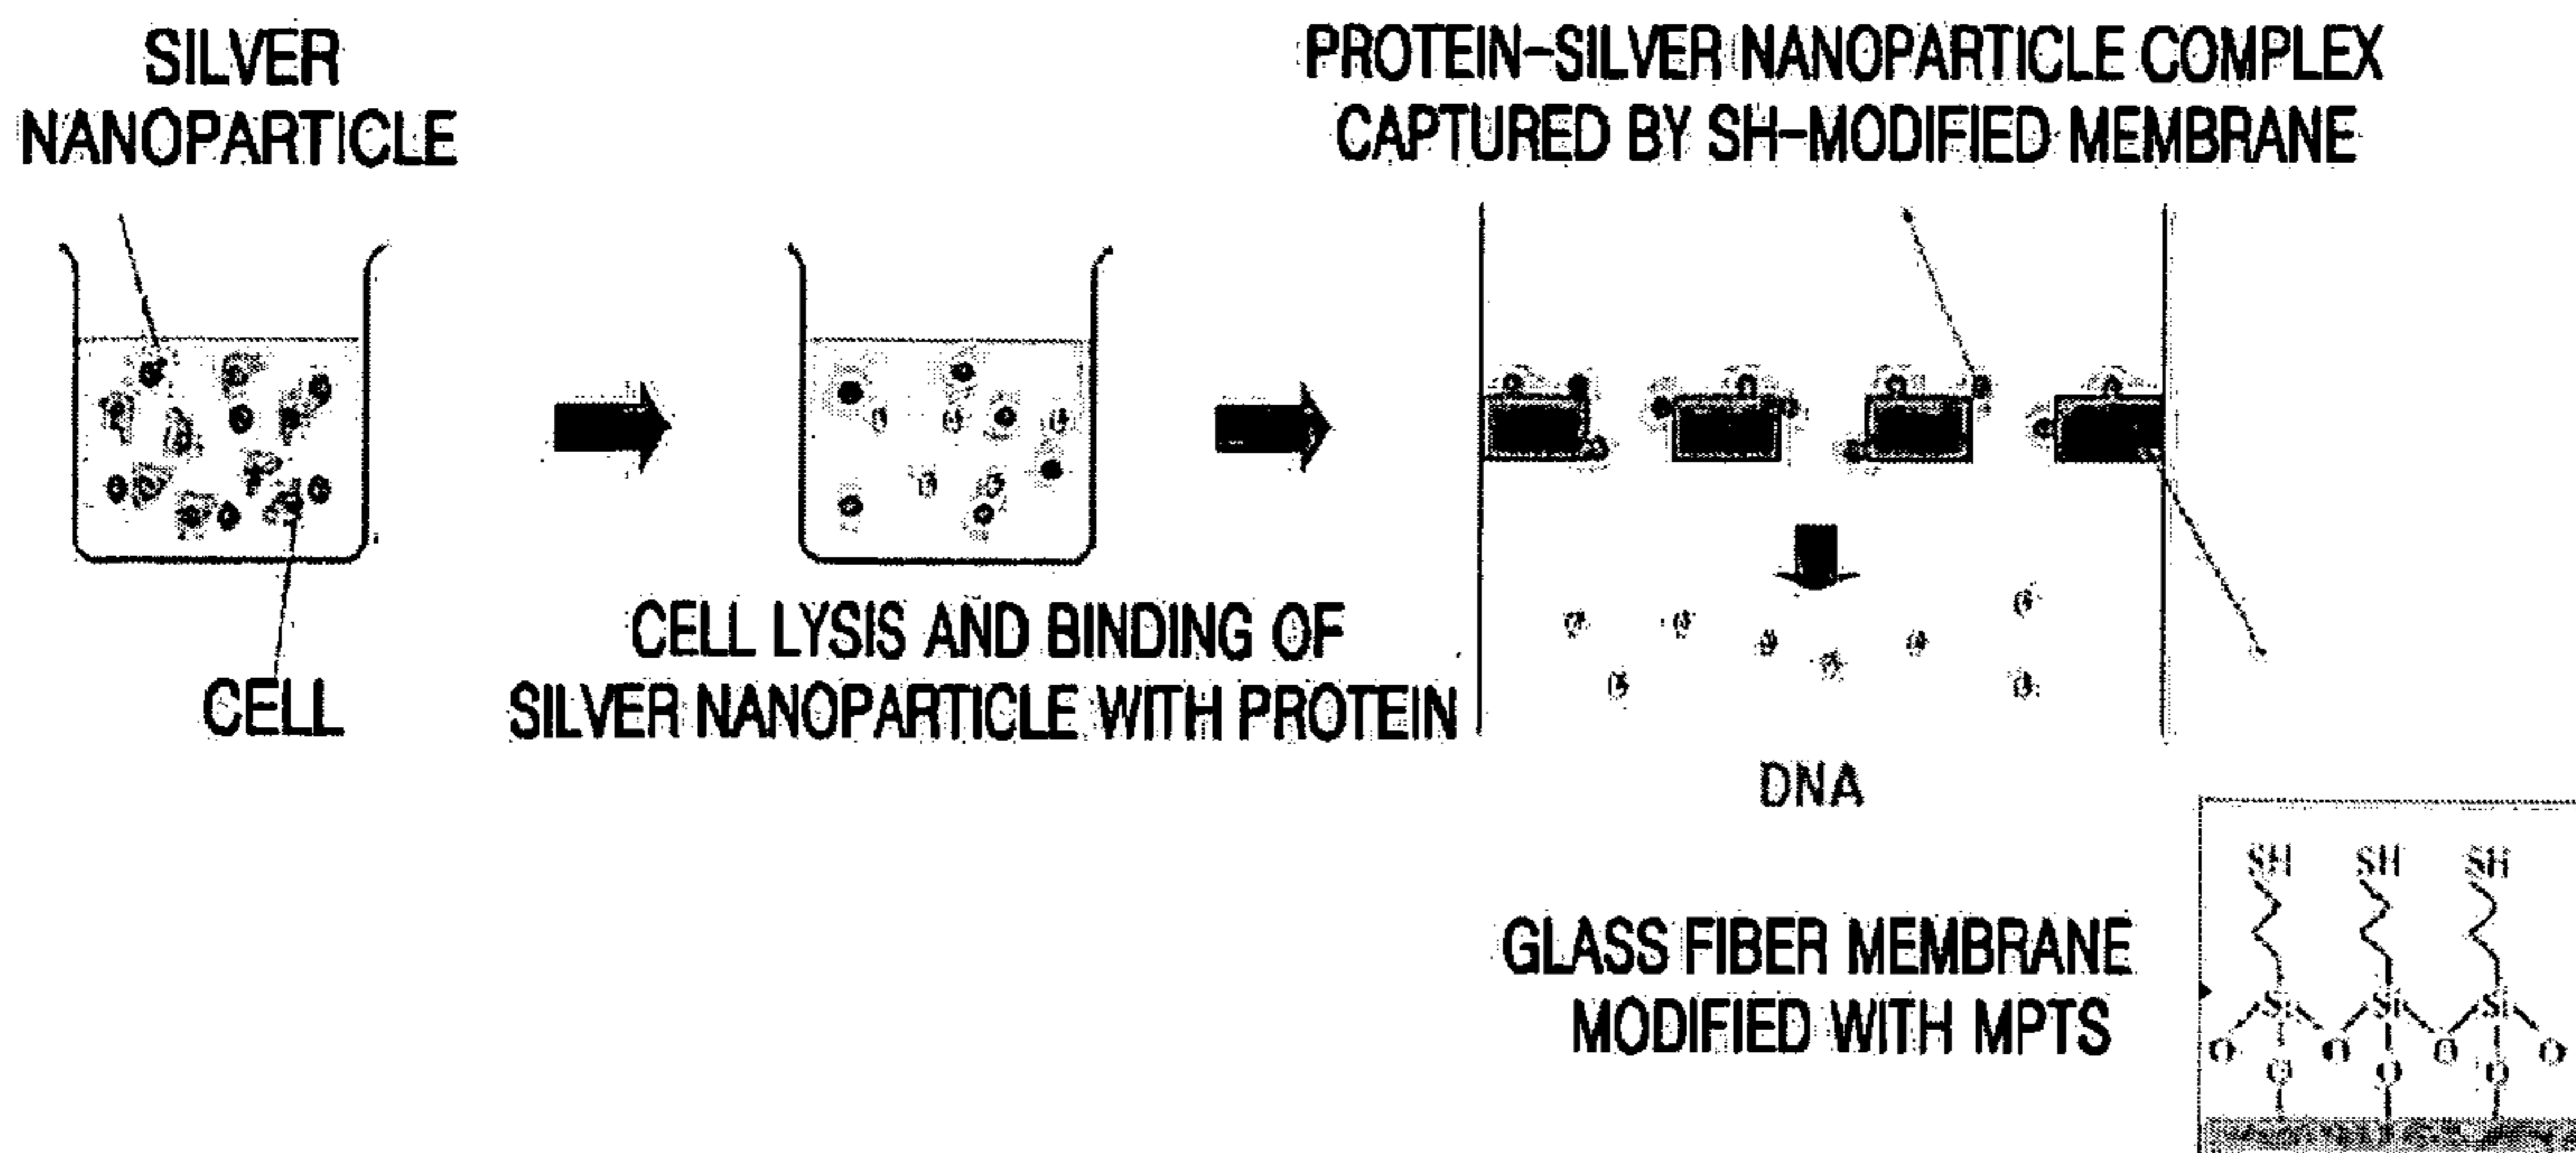 SILVER
NANOPARTICLE
PROTEIN-SILVER NANOPARTICLE COMPLEX
CAPTURED BY SH-MODIFIED MEMBRANE
CELL LYSIS AND BINDING OF
SILVER NANOPARTICLE WITH PROTEIN
CELL
DNA
GLASS FIBER MEMBRANE
MODIFIED WITH MPTS
SH SH SH
Si Si Si
O O O O
O O O